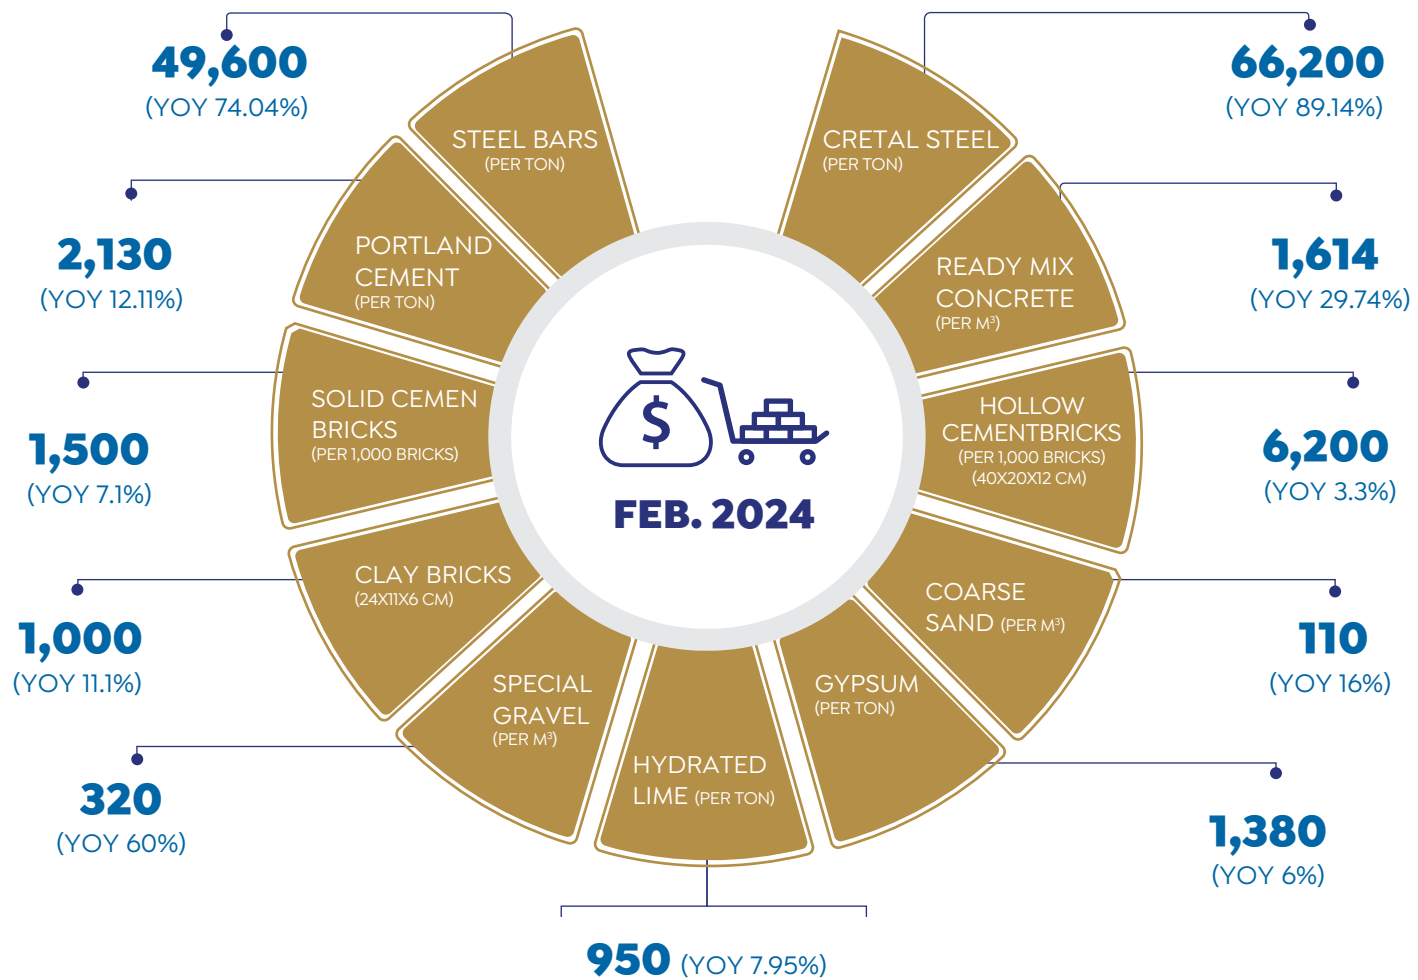 49,600
(YOY 74.04%)
STEEL BARS
(PER TON)
66,200
(YOY 89.14%)
CRETAL STEEL
(PER TON)
2,130
(YOY 12.11%)
PORTLAND
CEMENT
(PER TON)
1,614
(YOY 29.74%)
READY MIX
CONCRETE
(PER M³)
1,500
(YOY 7.1%)
SOLID CEMEN
BRICKS
(PER 1,000 BRICKS)
6,200
(YOY 3.3%)
HOLLOW
CEMENTBRICKS
(PER 1,000 BRICKS)
(40X20X12 CM)
$
FEB. 2024
1,000
(YOY 11.1%)
CLAY BRICKS
(24X11X6 CM)
110
(YOY 16%)
COARSE
SAND (PER M³)
320
(YOY 60%)
SPECIAL
GRAVEL
(PER M³)
1,380
(YOY 6%)
GYPSUM
(PER TON)
HYDRATED
LIME (PER TON)
950 (YOY 7.95%)